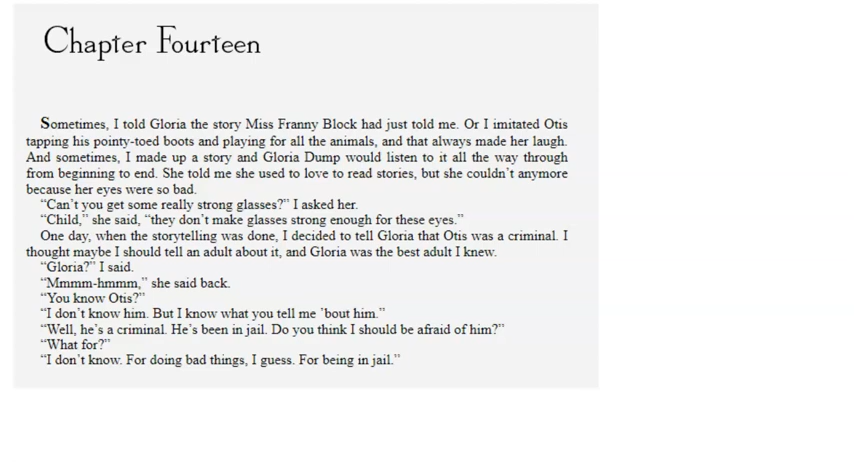 Chapter Fourteen
Sometimes, I told Gloria the story Miss Franny Block had just told me. Or I imitated Otis
tapping his pointy-toed boots and playing for all the animals, and that always made her laugh.
And sometimes, I made up a story and Gloria Dump would listen to it all the way through
from beginning to end. She told me she used to love to read stories, but she couldn’t anymore
because her eyes were so bad.
“Can’t you get some really strong glasses?” I asked her.
“Child,” she said, “they don’t make glasses strong enough for these eyes.”
One day, when the storytelling was done, I decided to tell Gloria that Otis was a criminal. I
thought maybe I should tell an adult about it, and Gloria was the best adult I knew.
“Gloria?” I said.
“Mmmm-hmmm,” she said back.
“You know Otis?”
“I don’t know him. But I know what you tell me ’bout him.”
“Well, he’s a criminal. He’s been in jail. Do you think I should be afraid of him?”
“What for?”
“I don’t know. For doing bad things, I guess. For being in jail.”